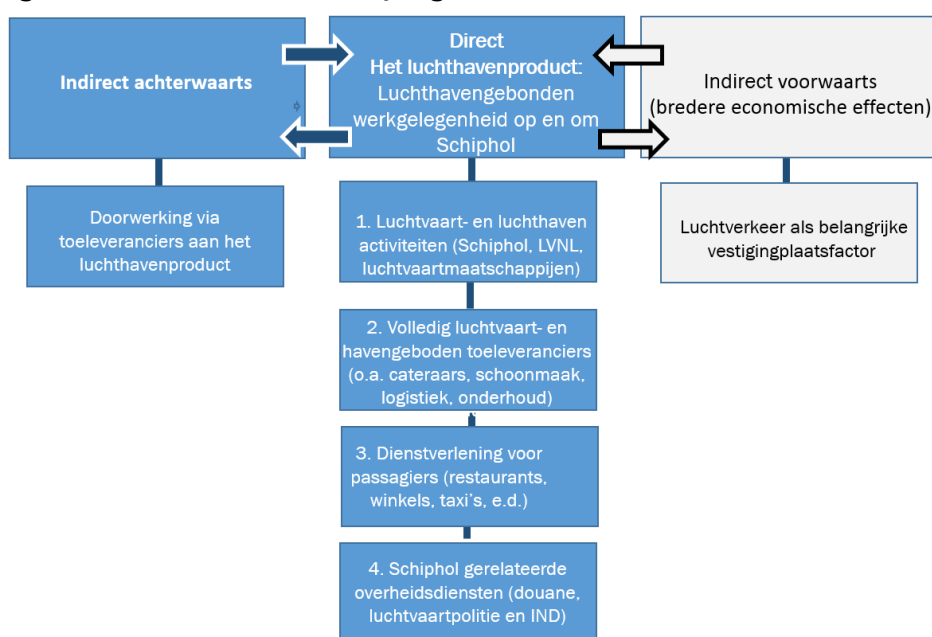 Indirect achterwaarts
Direct
Het luchthavenproduct:
Luchthavengebonden
werkgelegenheid op en om
Schiphol
Indirect voorwaarts
(bredere economische effecten)
Doorwerking via
toeleveranciers aan het
luchthavenproduct
1. Luchtvaart- en luchthaven
activiteiten (Schiphol, LVNL,
luchtvaartmaatschappijen)
Luchtverkeer als belangrijke
vestigingplaatsfactor
2. Volledig luchtvaart- en
havengeboden toeleveranciers
(o.a. cateraars, schoonmaak,
logistiek, onderhoud)
3. Dienstverlening voor
passagiers (restaurants,
winkels, taxi's, e.d.)
4. Schiphol gerelateerde
overheidsdiensten (douane,
luchtvaartpolitie en IND)